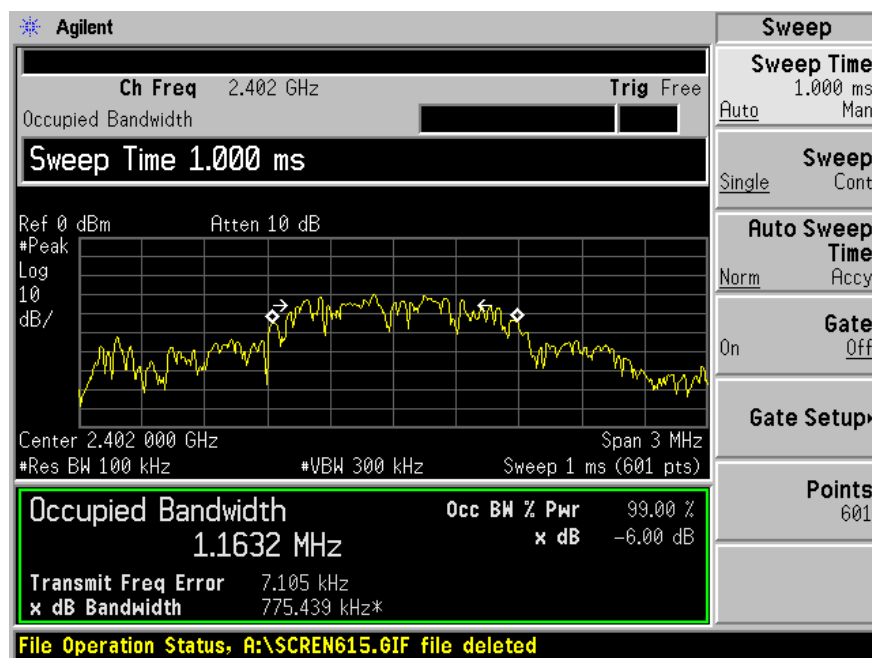 Agilent
Sweep
Ch Freq 2.402 GHz Trig Free
Occupied Bandwidth
Sweep Time 1.000 ms
Ref 0 dBm Atten 10 dB
#Peak
Log
10
dB/
Center 2.402 000 GHz Span 3 MHz
#Res BW 100 kHz #VBW 300 kHz Sweep 1 ms (601 pts)
Occupied Bandwidth Occ BW % Pwr 99.00 %
1.1632 MHz x dB -6.00 dB
Transmit Freq Error 7.105 kHz
x dB Bandwidth 775.439 kHz*
File Operation Status, A:\SCREN615.GIF file deleted
Sweep Time
1.000 ms
Auto Man
Sweep
Single Cont
Auto Sweep
Time
Norm Accy
Gate
On Off
Gate Setup
Points
601